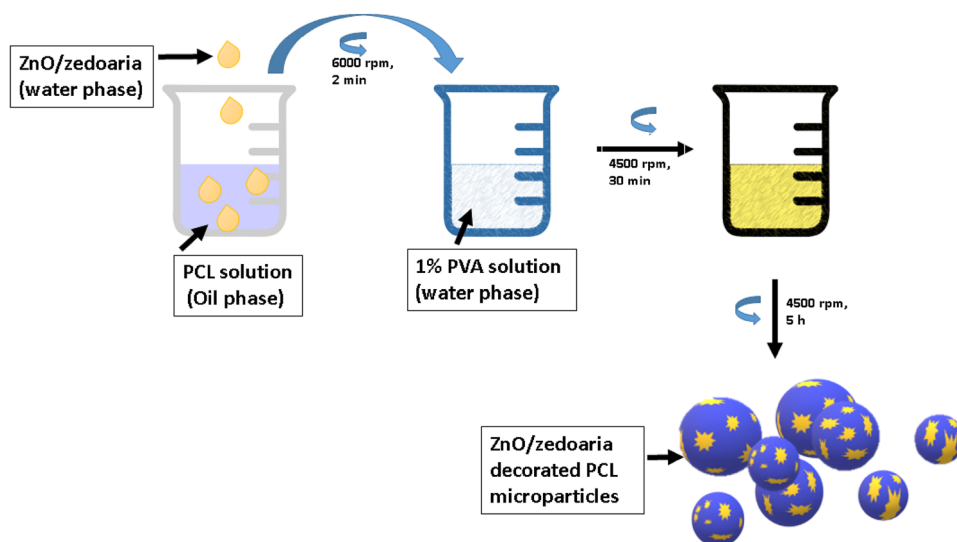 ZnO/zedoaria
(water phase)
6000 rpm,
2 min
4500 rpm,
30 min
PCL solution
(Oil phase)
1% PVA solution
(water phase)
4500 rpm,
5 h
ZnO/zedoaria
decorated PCL
microparticles